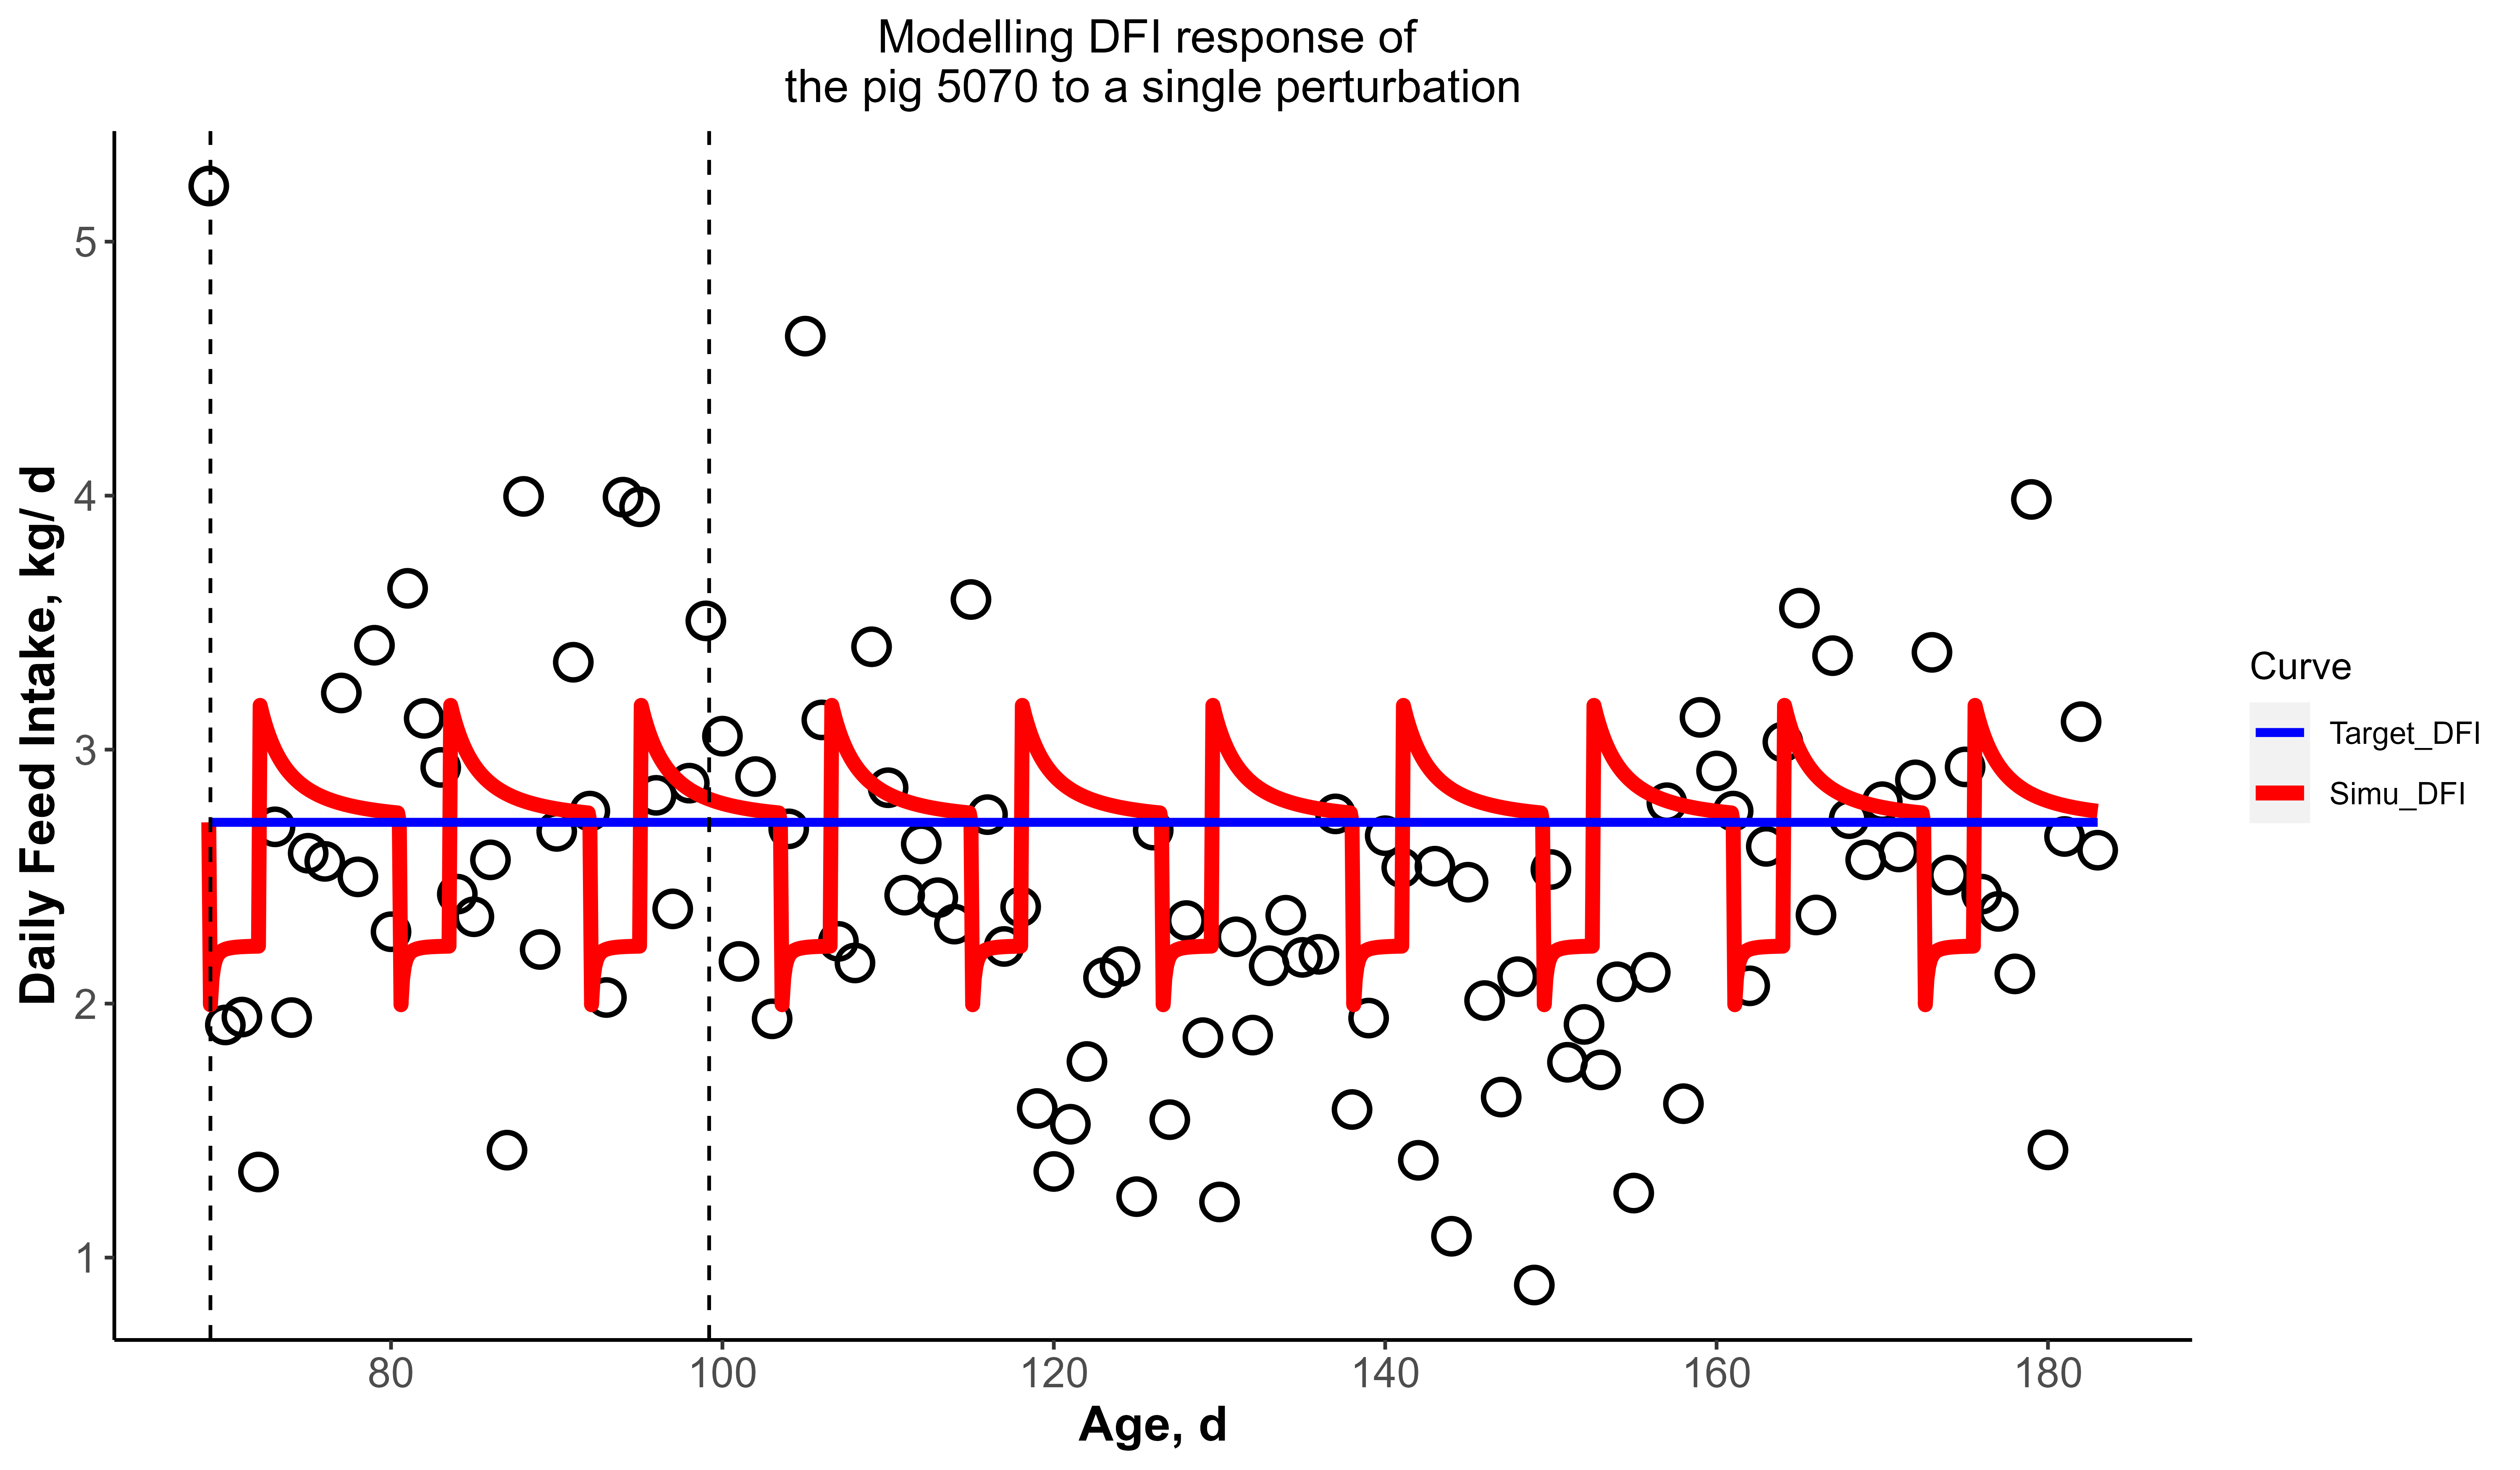 Modelling DFI response of
the pig 5070 to a single perturbation
Daily Feed Intake, kg/ d
5
4
3
2
1
80 100 120 140 160 180
Age, d
Curve
Target_DFI
Simu_DFI